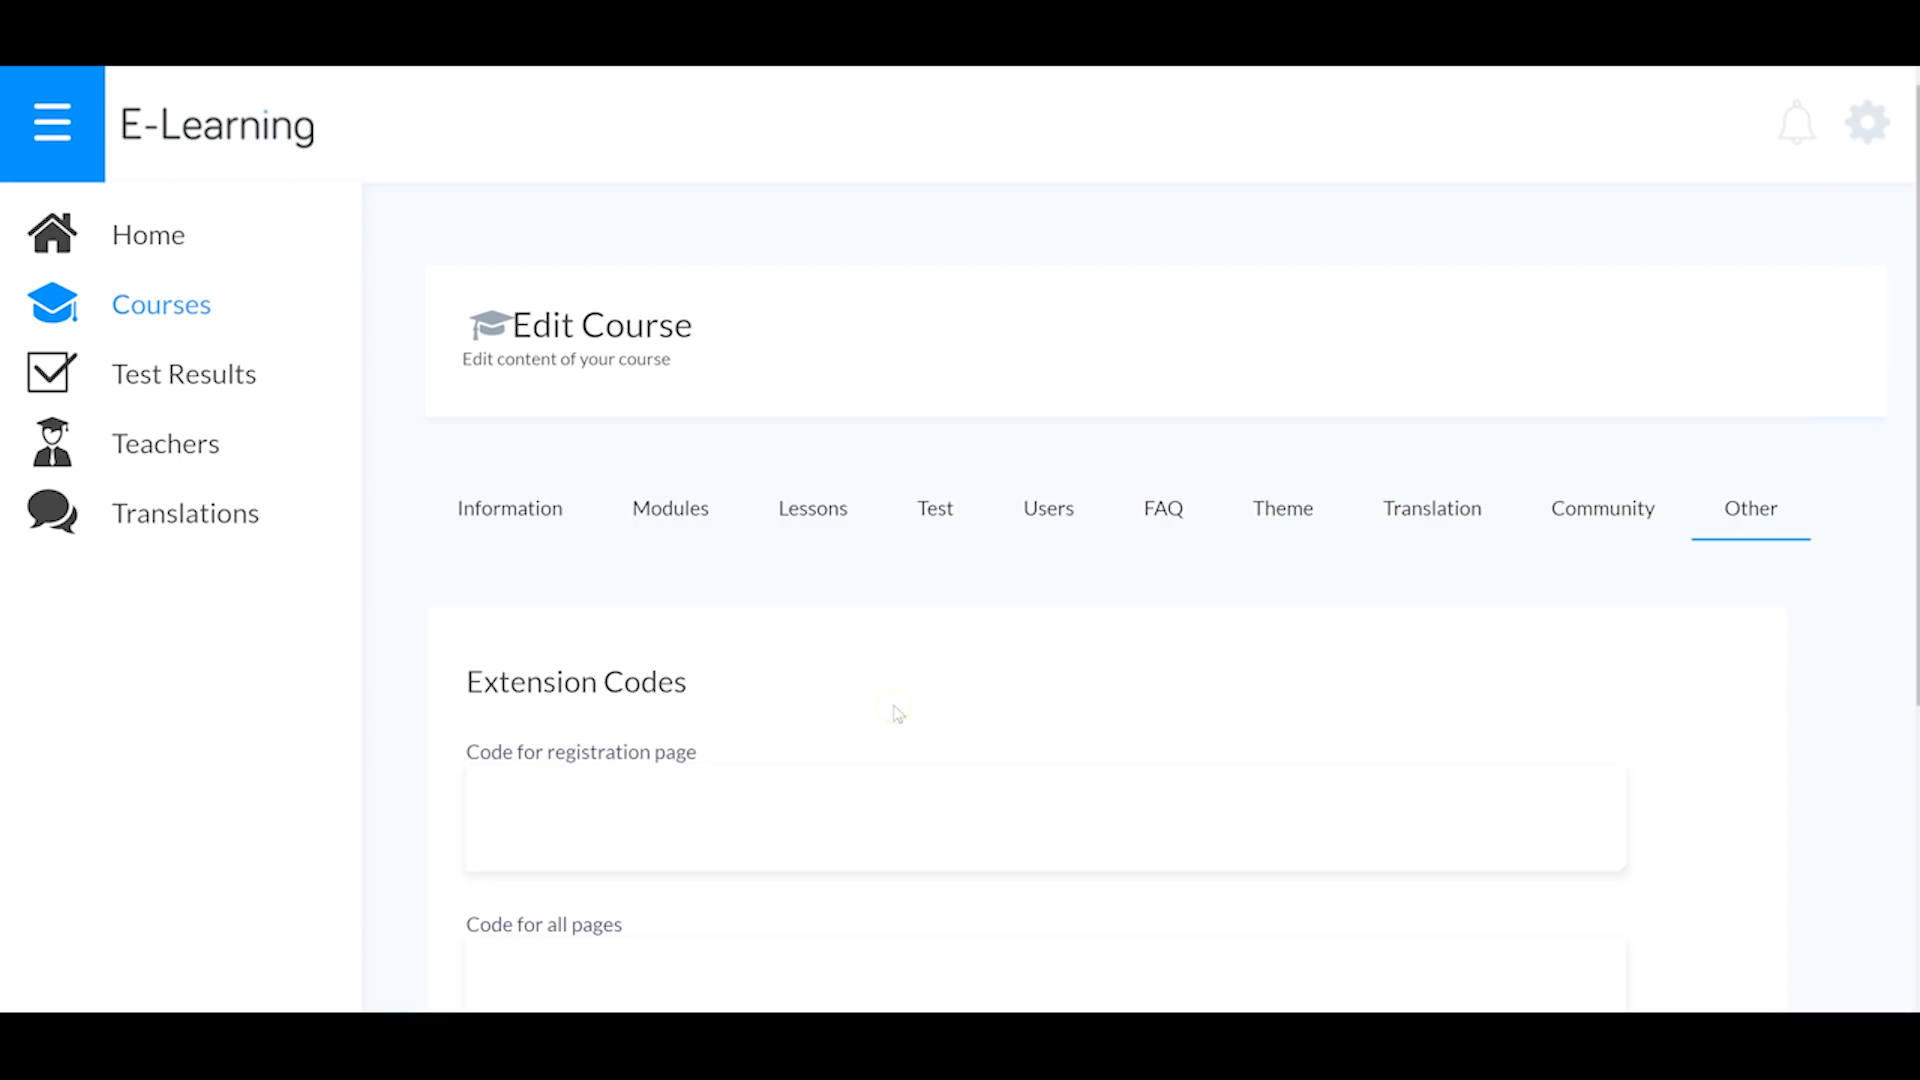 E-Learning
Home
Courses
Test Results
Teachers
Translations
Edit Course
Edit content of your course
Information Modules Lessons Test Users FAQ Theme Translation Community Other
Extension Codes
Code for registration page
Code for all pages